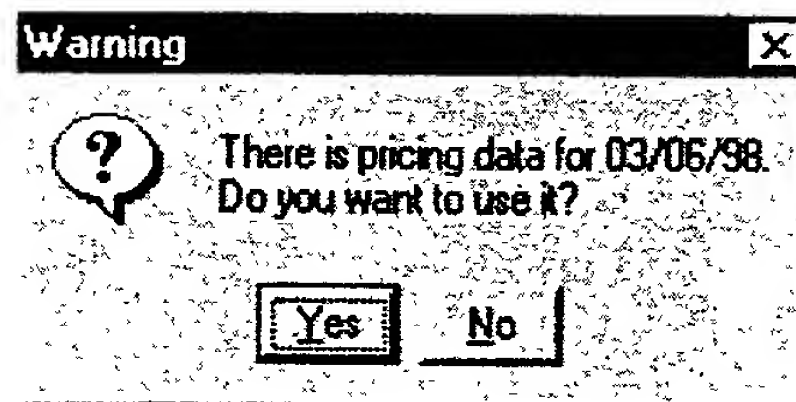 Warning
?
There is pricing data for 03/06/98.
Do you want to use it?
Yes No